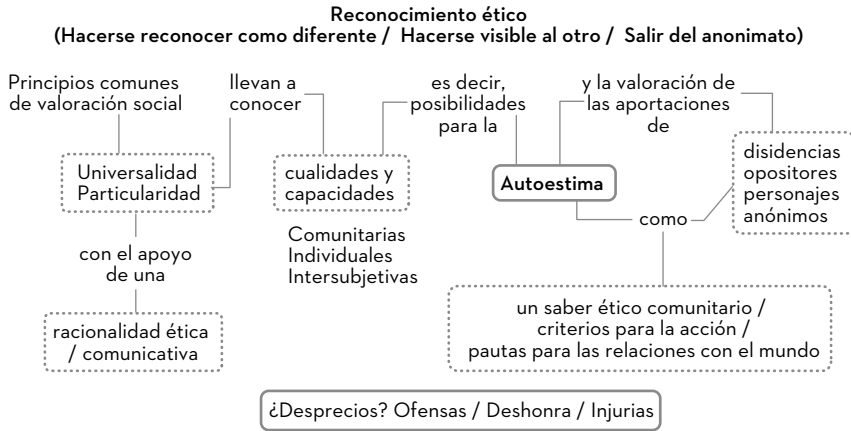 Reconocimiento ético
(Hacerse reconocer como diferente / Hacerse visible al otro / Salir del anonimato)
Principios comunes
de valoración social
llevan a
conocer
es decir,
posibilidades
para la
y la valoración de
las aportaciones
de
Universalidad
Particularidad
cualidades y
capacidades
Autoestima
disidencias
opositores
personajes
anónimos
Comunitarias
Individuales
Intersubjetivas
como
con el apoyo
de una
racionalidad ética
/ comunicativa
un saber ético comunitario /
criterios para la acción /
pautas para las relaciones con el mundo
¿Desprecios? Ofensas / Deshonra / Injurias